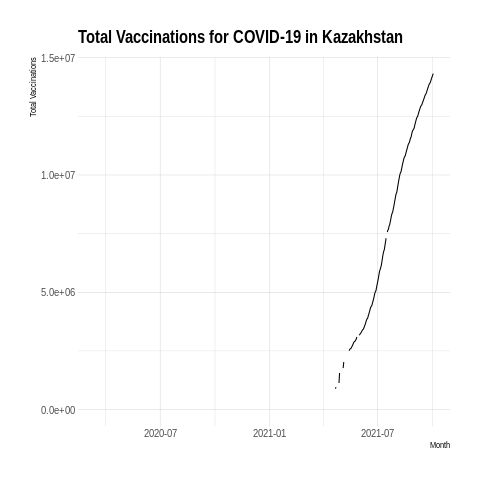 Total Vaccinations for COVID-19 in Kazakhstan
Total Vaccinations
1.5e+07
1.0e+07
5.0e+06
0.0e+00
2020-07
2021-01
2021-07
Month